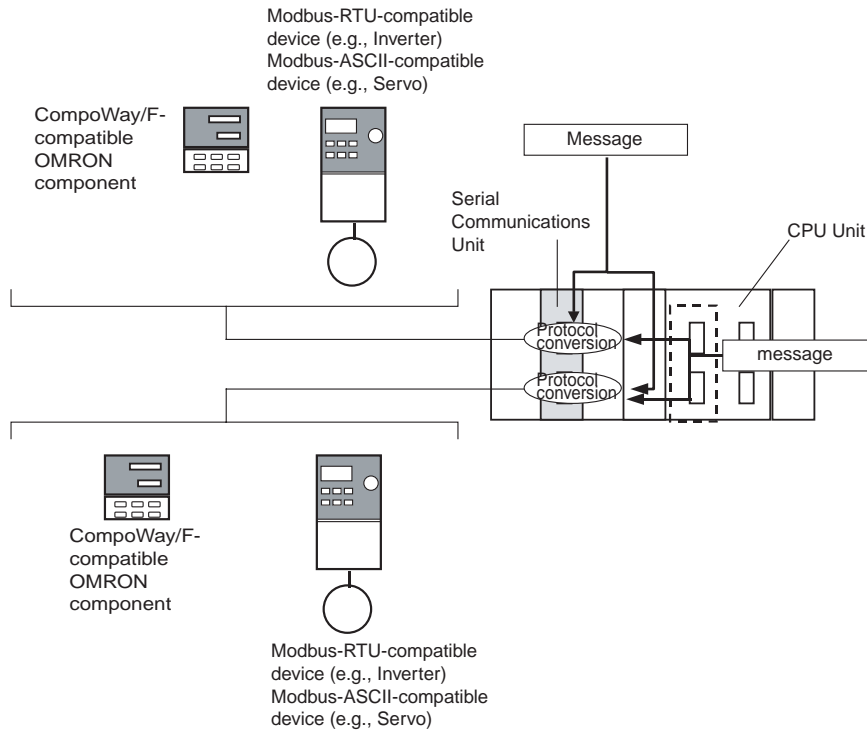 Modbus-RTU-compatible
device (e.g., Inverter)
Modbus-ASCII-compatible
device (e.g., Servo)
CompoWay/F-
compatible
OMRON
component
Message
Serial
Communications
Unit
CPU Unit
Protocol
conversion
message
Protocol
conversion
CompoWay/F-
compatible
OMRON
component
Modbus-RTU-compatible
device (e.g., Inverter)
Modbus-ASCII-compatible
device (e.g., Servo)